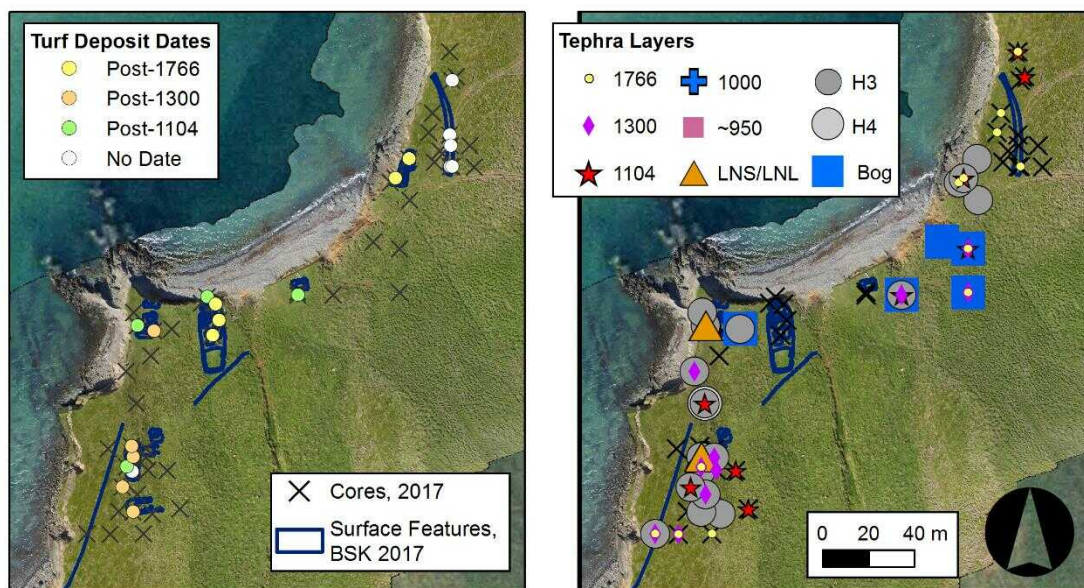 Turf Deposit Dates
Post-1766
Post-1300
Post-1104
No Date
Cores, 2017
Surface Features,
BSK 2017
Tephra Layers
1766
1000
H3
1300
~950
H4
1104
LNS/LNL
Bog
0 20 40 m